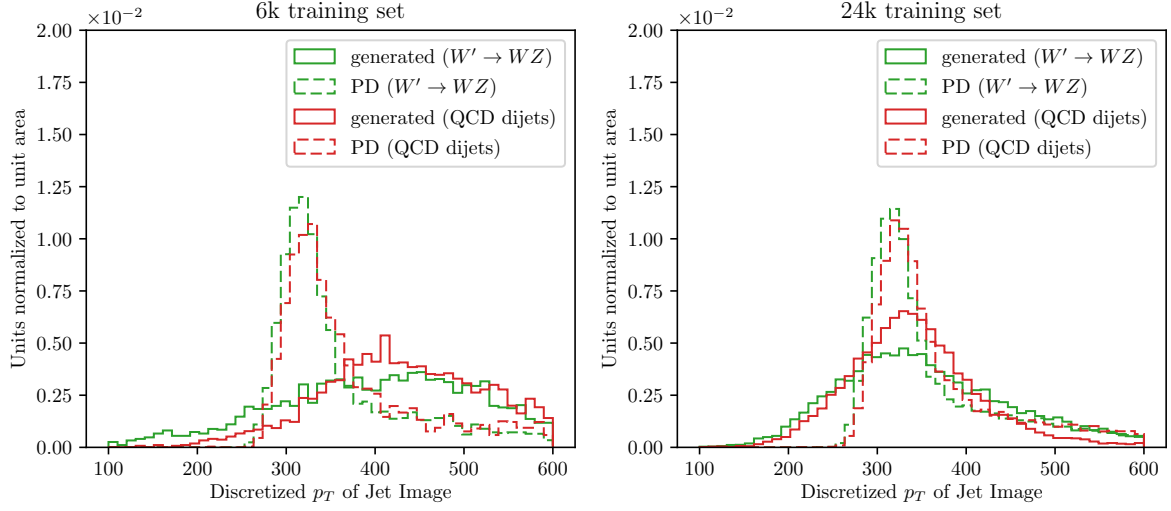 6k training set
×10⁻²
2.00
1.75
1.50
1.25
1.00
0.75
0.50
0.25
0.00
Units normalized to unit area
generated (W′ → WZ)
PD (W′ → WZ)
generated (QCD dijets)
PD (QCD dijets)
100 200 300 400 500 600
Discretized p_T of Jet Image
24k training set
×10⁻²
2.00
1.75
1.50
1.25
1.00
0.75
0.50
0.25
0.00
Units normalized to unit area
generated (W′ → WZ)
PD (W′ → WZ)
generated (QCD dijets)
PD (QCD dijets)
100 200 300 400 500 600
Discretized p_T of Jet Image